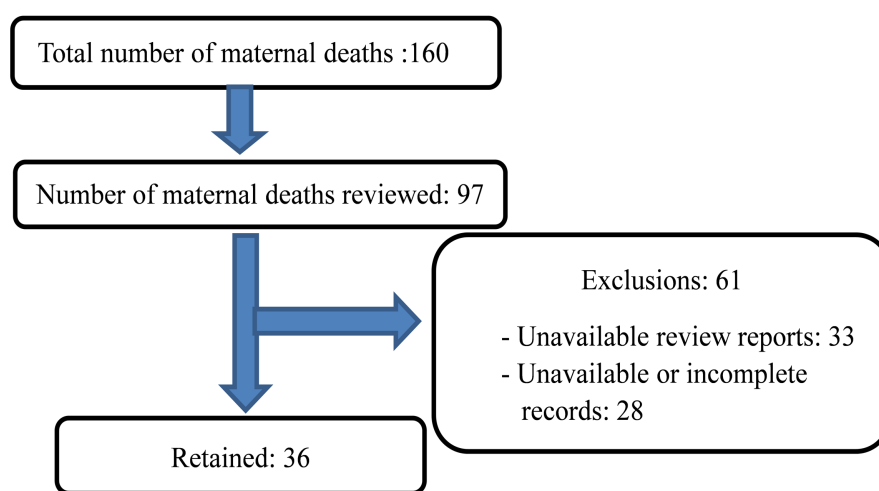 Total number of maternal deaths :160
Number of maternal deaths reviewed: 97
Exclusions: 61
- Unavailable review reports: 33
- Unavailable or incomplete
records: 28
Retained: 36